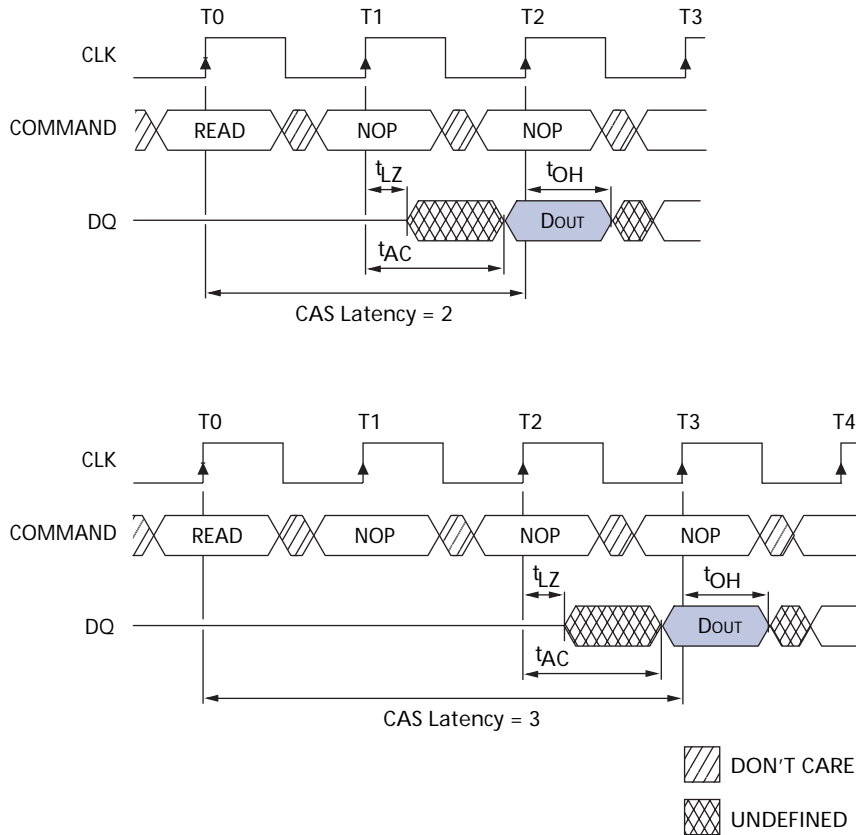 T0 T1 T2 T3
CLK
COMMAND READ NOP NOP
tLZ tOH
DQ DOUT
tAC
CAS Latency = 2
T0 T1 T2 T3 T4
CLK
COMMAND READ NOP NOP NOP
tLZ tOH
DQ DOUT
tAC
CAS Latency = 3
DON'T CARE
UNDEFINED